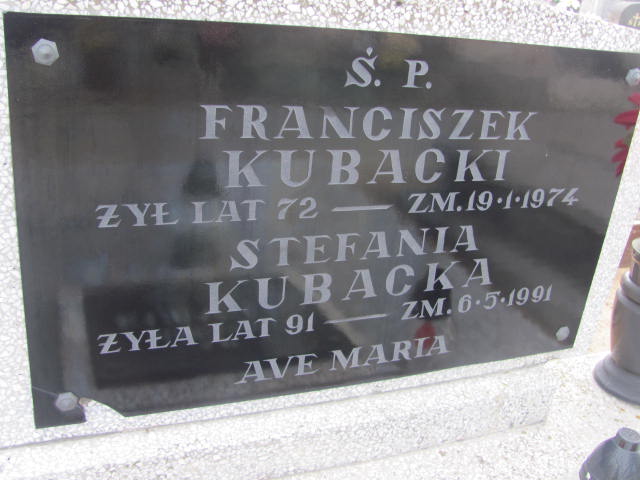 Ś. P.
FRANCISZEK
KUBACKI
ŻYŁ LAT 72 — ZM. 19·1·1974
STEFANIA
KUBACKA
ŻYŁA LAT 91 — ZM. 6·5·1991
AVE MARIA